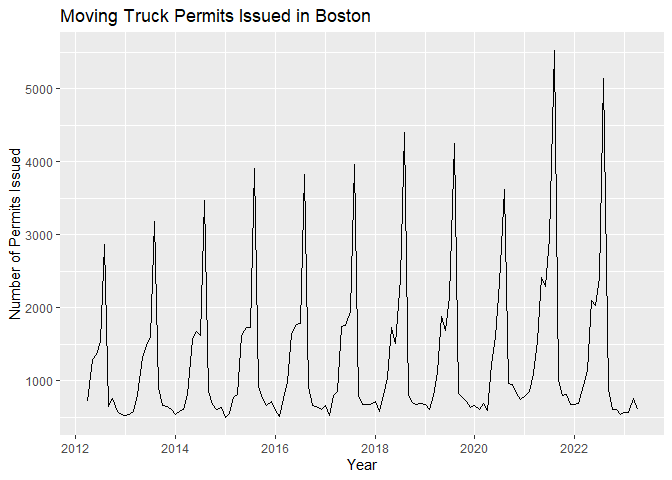 Moving Truck Permits Issued in Boston
Number of Permits Issued
5000
4000
3000
2000
1000
2012 2014 2016 2018 2020 2022
Year